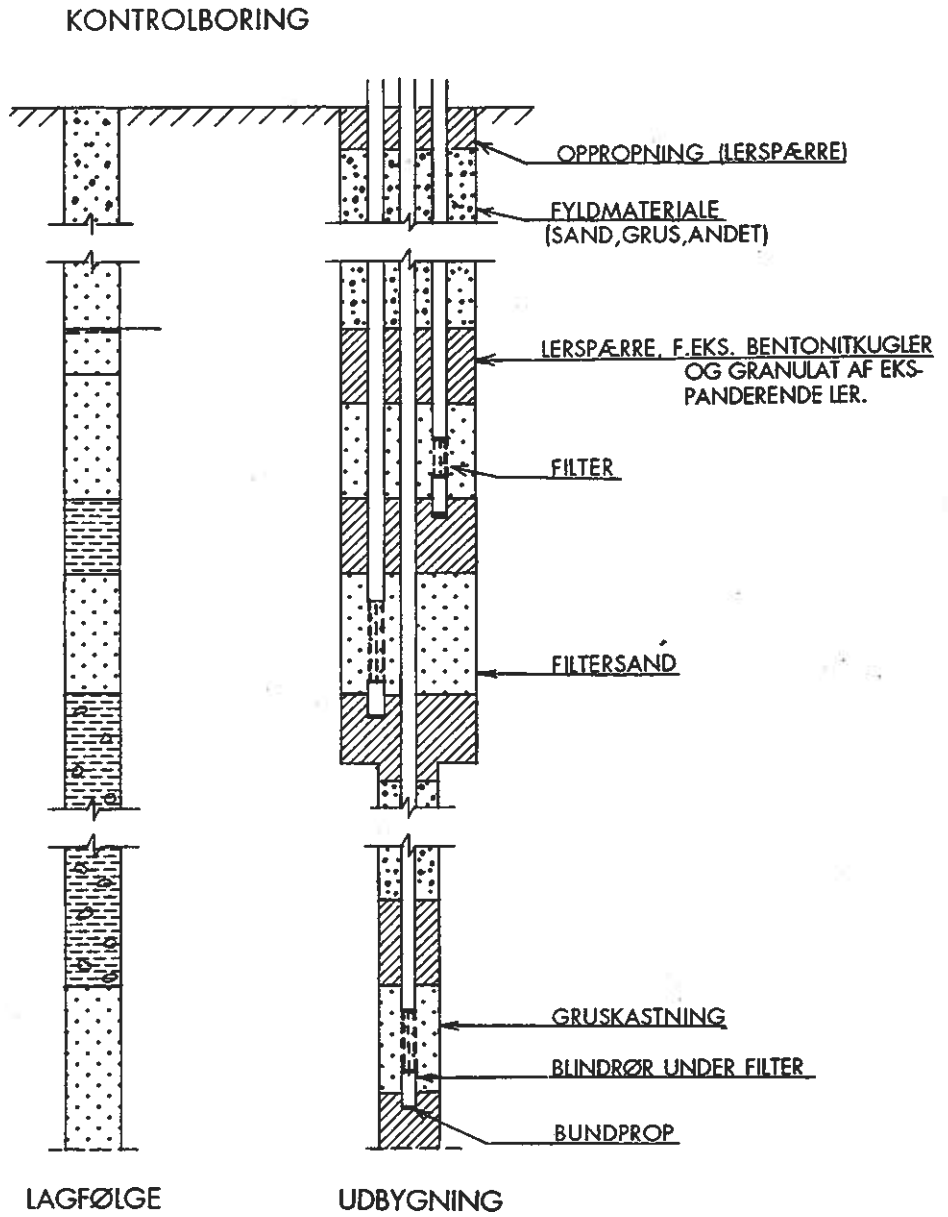 KONTROLBORING
OPPROPNING (LERSPÆRRE)
FYLDMATERIALE
(SAND,GRUS,ANDET)
LERSPÆRRE, F.EKS. BENTONITKUGLER
OG GRANULAT AF EKS-
PANDERENDE LER.
FILTER
FILTERSAND
GRUSKASTNING
BLINDRØR UNDER FILTER
BUNDPROP
LAGFØLGE
UDBYGNING